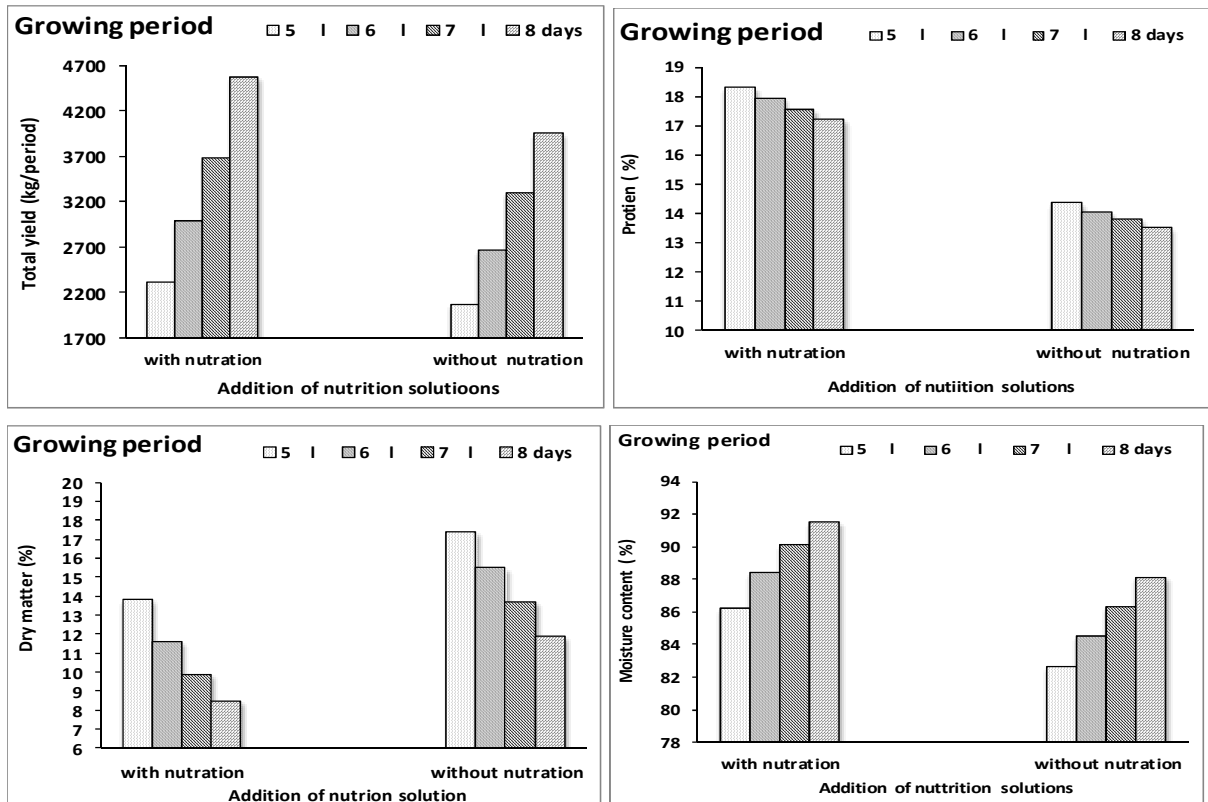 Growing period
5 l 6 l 7 l 8 days
Total yield (kg/period)
4700
4200
3700
3200
2700
2200
1700
with nutration without nutration
Addition of nutrition solutioons
Growing period
5 l 6 l 7 l 8 days
Protien ( %)
19
18
17
16
15
14
13
12
11
10
with nutration without nutration
Addition of nutiition solutions
Growing period
5 l 6 l 7 l 8 days
Dry matter (%)
20
19
18
17
16
15
14
13
12
11
10
9
8
7
6
with nutration without nutration
Addition of nutrion solution
Growing period
5 l 6 l 7 l 8 days
Moisture content ( %)
94
92
90
88
86
84
82
80
78
with nutration without nutration
Addition of nuttrition solutions